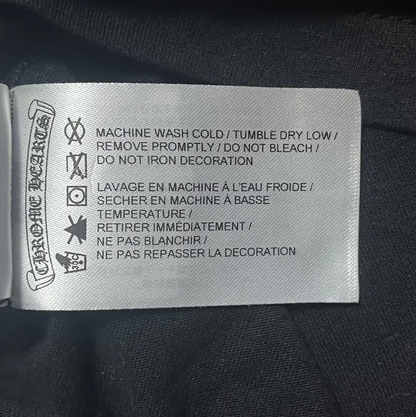 CHROME HEARTS
MACHINE WASH COLD / TUMBLE DRY LOW /
REMOVE PROMPTLY / DO NOT BLEACH /
DO NOT IRON DECORATION
LAVAGE EN MACHINE À L'EAU FROIDE /
SECHER EN MACHINE À BASSE
TEMPERATURE /
RETIRER IMMÉDIATEMENT /
NE PAS BLANCHIR /
NE PAS REPASSER LA DECORATION